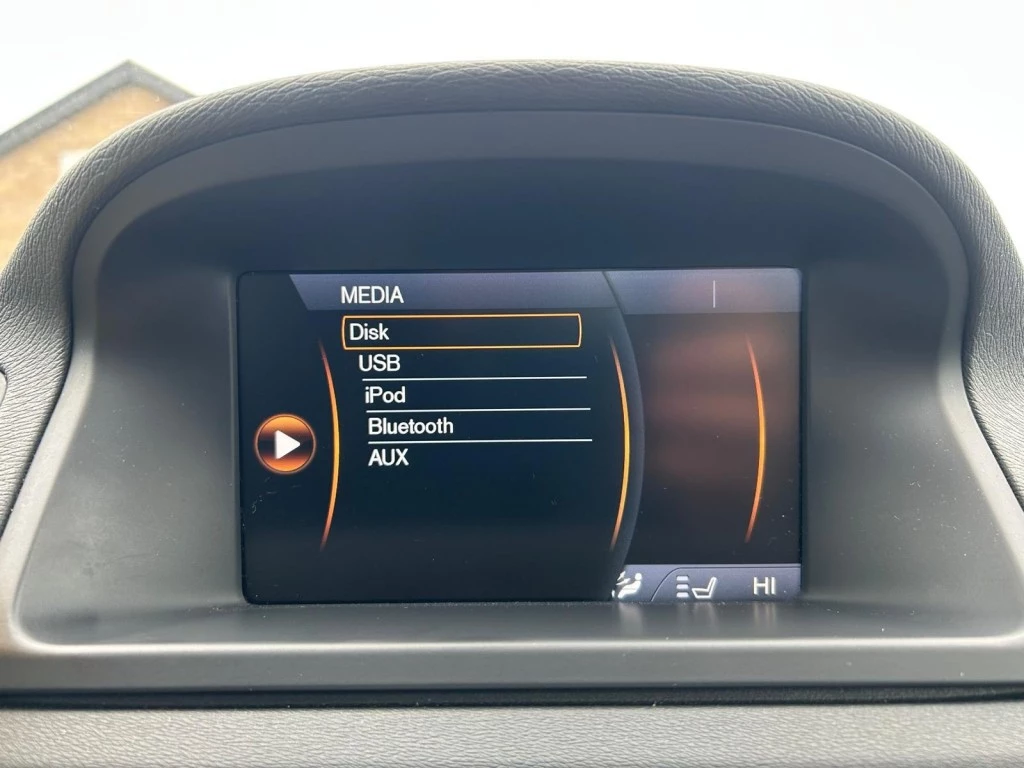 MEDIA
Disk
USB
iPod
Bluetooth
AUX
HI